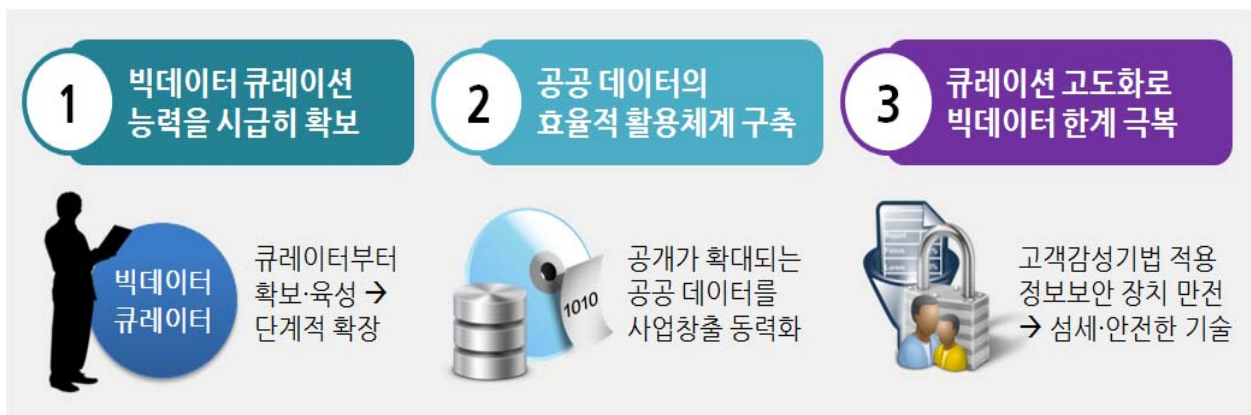 1
빅데이터 큐레이션
능력을 시급히 확보
빅데이터
큐레이터
큐레이터부터
확보·육성 →
단계적 확장
2
공공 데이터의
효율적 활용체계 구축
1010
공개가 확대되는
공공 데이터를
사업창출 동력화
3
큐레이션 고도화로
빅데이터 한계 극복
Report
Focus
Lorem
고객감성기법 적용
정보보안 장치 만전
→ 섬세·안전한 기술